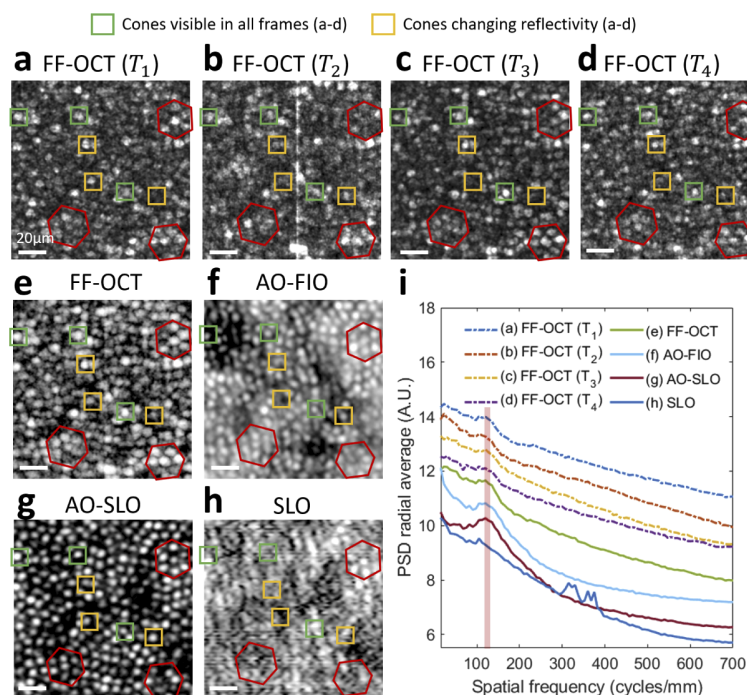 Cones visible in all frames (a-d) Cones changing reflectivity (a-d)
a FF-OCT (T₁) b FF-OCT (T₂) c FF-OCT (T₃) d FF-OCT (T₄)
20μm
e FF-OCT f AO-FIO i
g AO-SLO h SLO
18
16
14
12
10
8
6
PSD radial average (A.U.)
(a) FF-OCT (T₁) (e) FF-OCT
(b) FF-OCT (T₂) (f) AO-FIO
(c) FF-OCT (T₃) (g) AO-SLO
(d) FF-OCT (T₄) (h) SLO
100 200 300 400 500 600 700
Spatial frequency (cycles/mm)